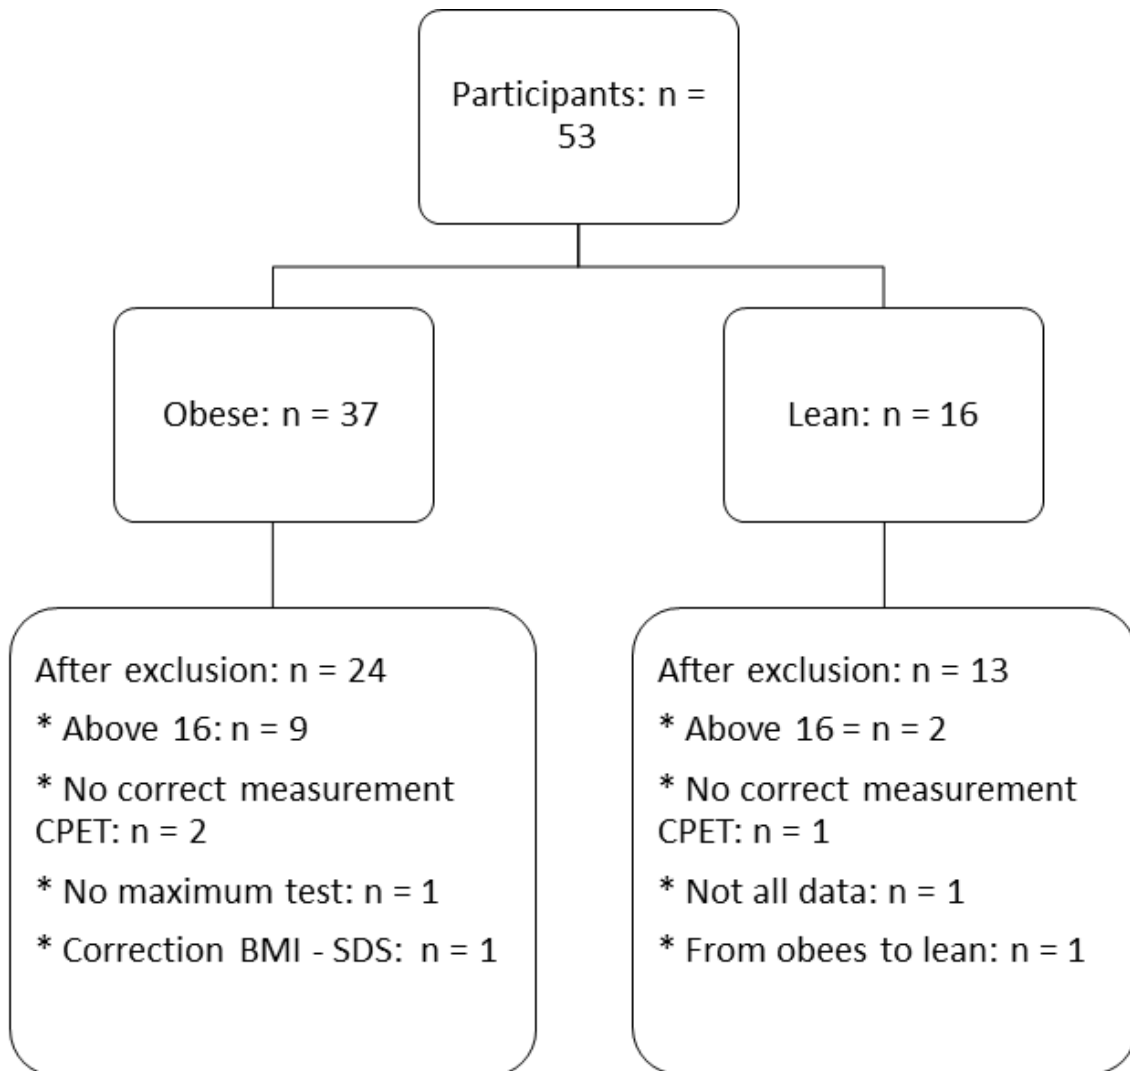 Participants: n =
53
Obese: n = 37
Lean: n = 16
After exclusion: n = 24
* Above 16: n = 9
* No correct measurement
CPET: n = 2
* No maximum test: n = 1
* Correction BMI - SDS: n = 1
After exclusion: n = 13
* Above 16 = n = 2
* No correct measurement
CPET: n = 1
* Not all data: n = 1
* From obees to lean: n = 1